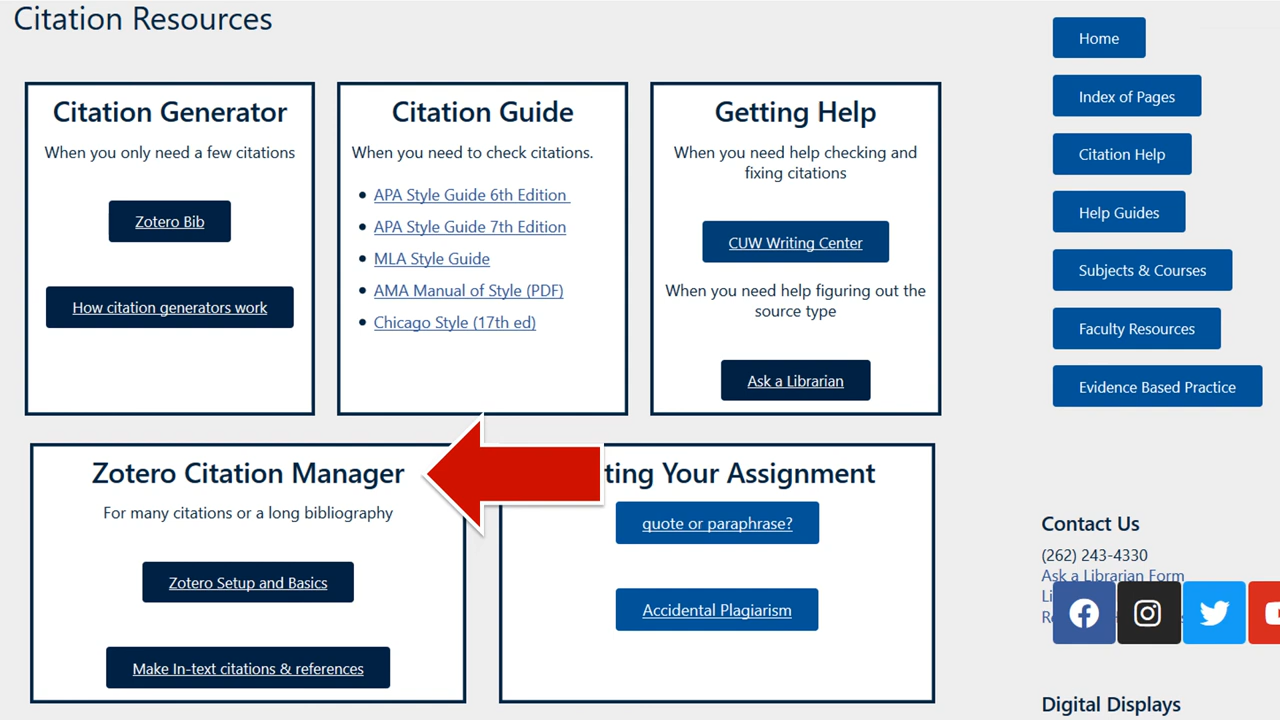 Citation Resources
Citation Generator
When you only need a few citations
Zotero Bib
How citation generators work
Citation Guide
When you need to check citations.
APA Style Guide 6th Edition
APA Style Guide 7th Edition
MLA Style Guide
AMA Manual of Style (PDF)
Chicago Style (17th ed)
Getting Help
When you need help checking and
fixing citations
CUW Writing Center
When you need help figuring out the
source type
Ask a Librarian
Zotero Citation Manager
For many citations or a long bibliography
Zotero Setup and Basics
Make In-text citations & references
Your Assignment
quote or paraphrase?
Accidental Plagiarism
Home
Index of Pages
Citation Help
Help Guides
Subjects & Courses
Faculty Resources
Evidence Based Practice
Contact Us
(262) 243-4330
Ask a Librarian Form
Digital Displays